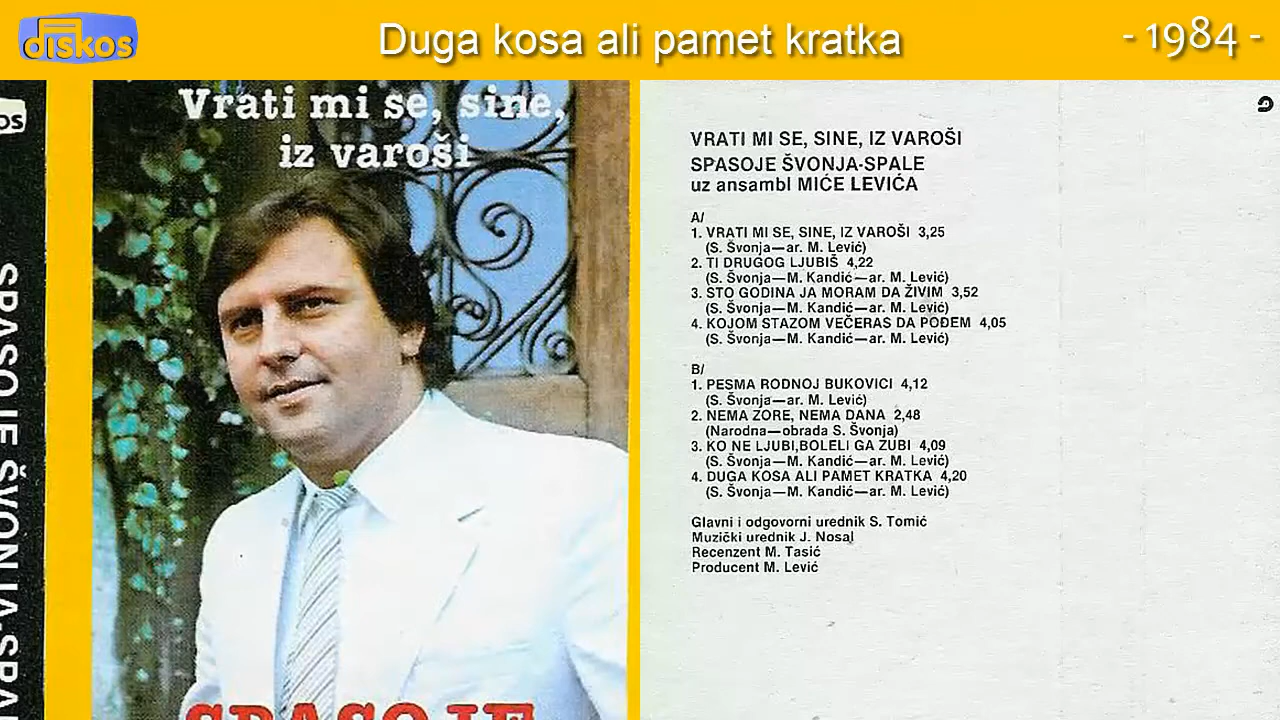 diskos
Duga kosa ali pamet kratka
- 1984 -
os
SPASOJE ŠVONJA-SPAL
Vrati mi se, sine,
iz varoši
SPASOJE
VRATI MI SE, SINE, IZ VAROŠI
SPASOJE ŠVONJA-SPALE
uz ansambl MIĆE LEVIĆA
A/
1. VRATI MI SE, SINE, IZ VAROŠI 3,25
(S. Švonja—ar. M. Lević)
2. TI DRUGOG LJUBIŠ 4,22
(S. Švonja—M. Kandić—ar. M. Lević)
3. STO GODINA JA MORAM DA ŽIVIM 3,52
(S. Švonja—M. Kandić—ar. M. Lević)
4. KOJOM STAZOM VEČERAS DA POĐEM 4,05
(S. Švonja—M. Kandić—ar. M. Lević)
B/
1. PESMA RODNOJ BUKOVICI 4,12
(S. Švonja—ar. M. Lević)
2. NEMA ZORE, NEMA DANA 2,48
(Narodna—obrada S. Švonja)
3. KO NE LJUBI,BOLELI GA ZUBI 4,09
(S. Švonja—M. Kandić—ar. M. Lević)
4. DUGA KOSA ALI PAMET KRATKA 4,20
(S. Švonja—M. Kandić—ar. M. Lević)
Glavni i odgovorni urednik S. Tomić
Muzički urednik J. Nosal
Recenzent M. Tasić
Producent M. Lević